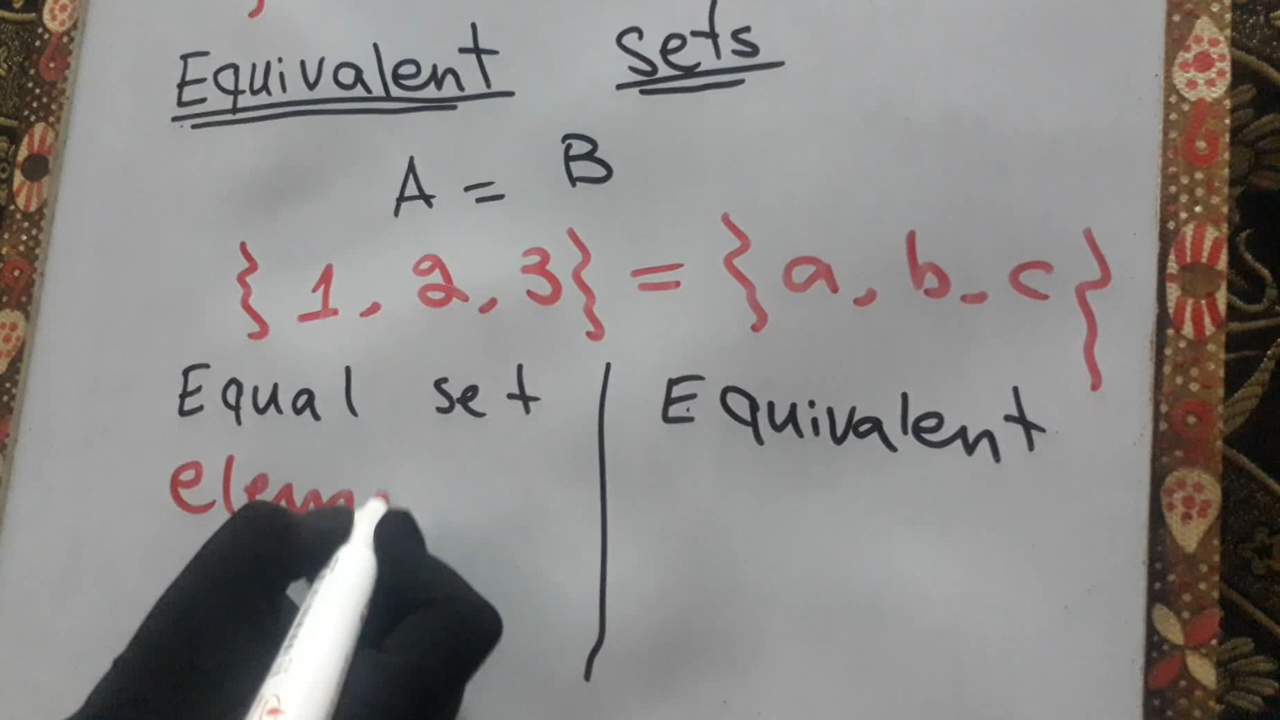 Equivalent sets
A = B
{1, 2, 3} = {a, b, c}
Equal set | Equivalent